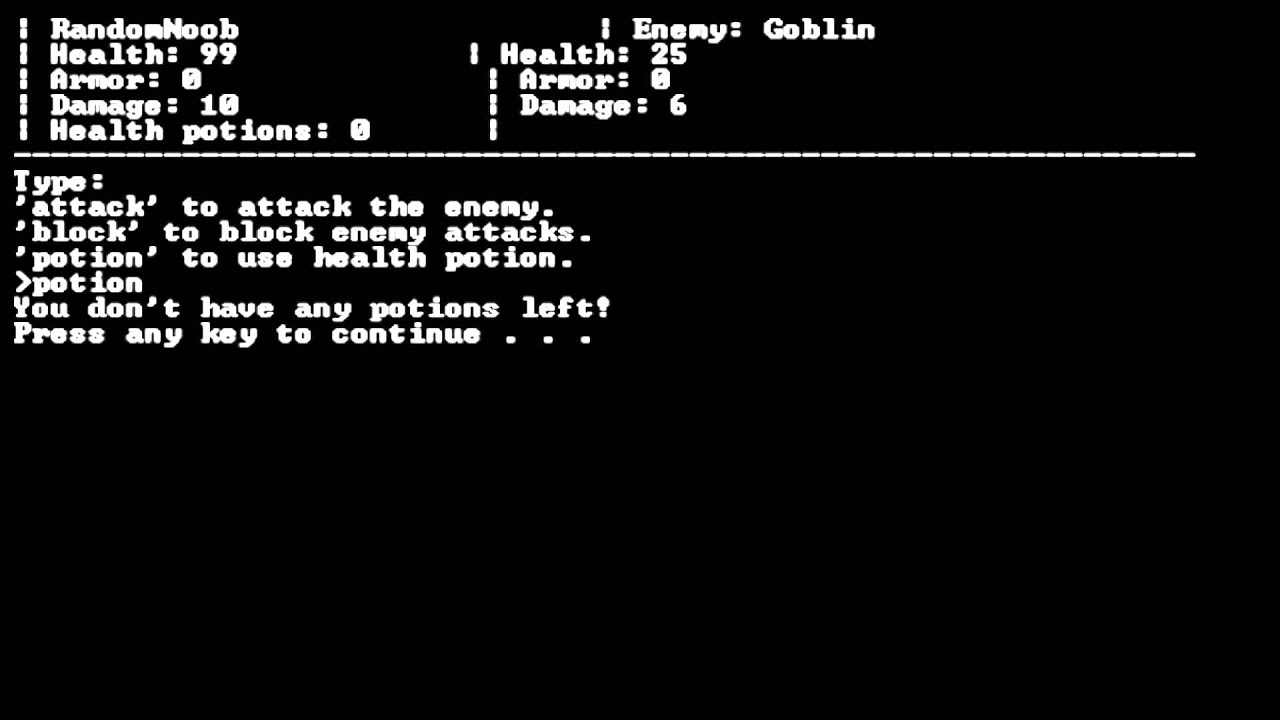 | RandomNoob | Enemy: Goblin
| Health: 99 | Health: 25
| Armor: 0 | Armor: 0
| Damage: 10 | Damage: 6
| Health potions: 0 |
---------------------------------------------------------------
Type:
'attack' to attack the enemy.
'block' to block enemy attacks.
'potion' to use health potion.
>potion
You don't have any potions left!
Press any key to continue . . .